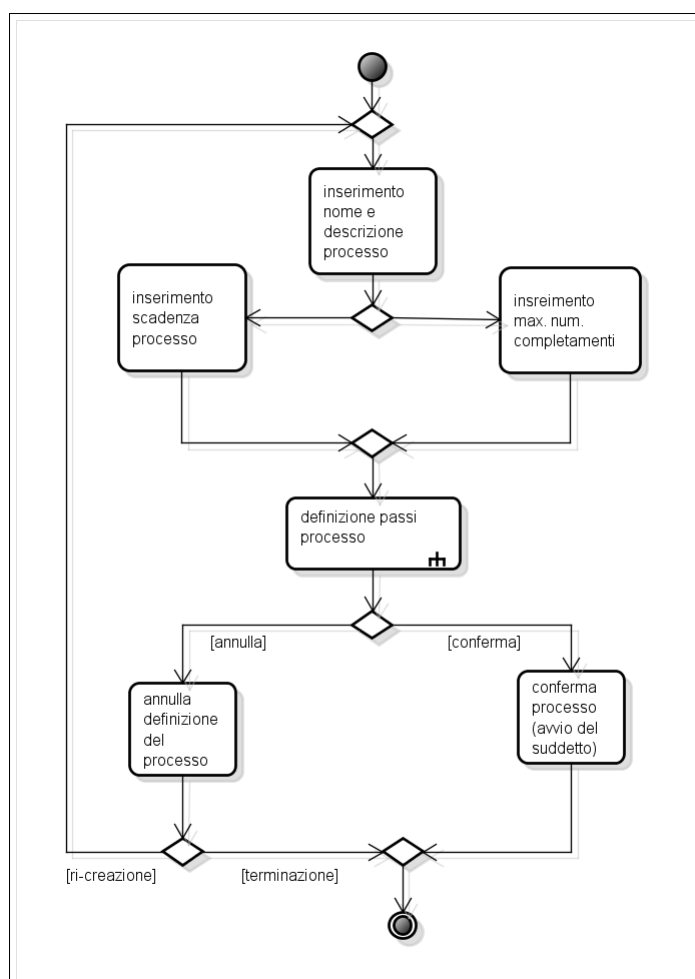 inserimento
nome e
descrizione
processo
inserimento
scadenza
processo
insreimento
max. num.
completamenti
definizione passi
processo
[annulla]
[conferma]
annulla
definizione
del
processo
conferma
processo
(avvio del
suddetto)
[ri-creazione]
[terminazione]